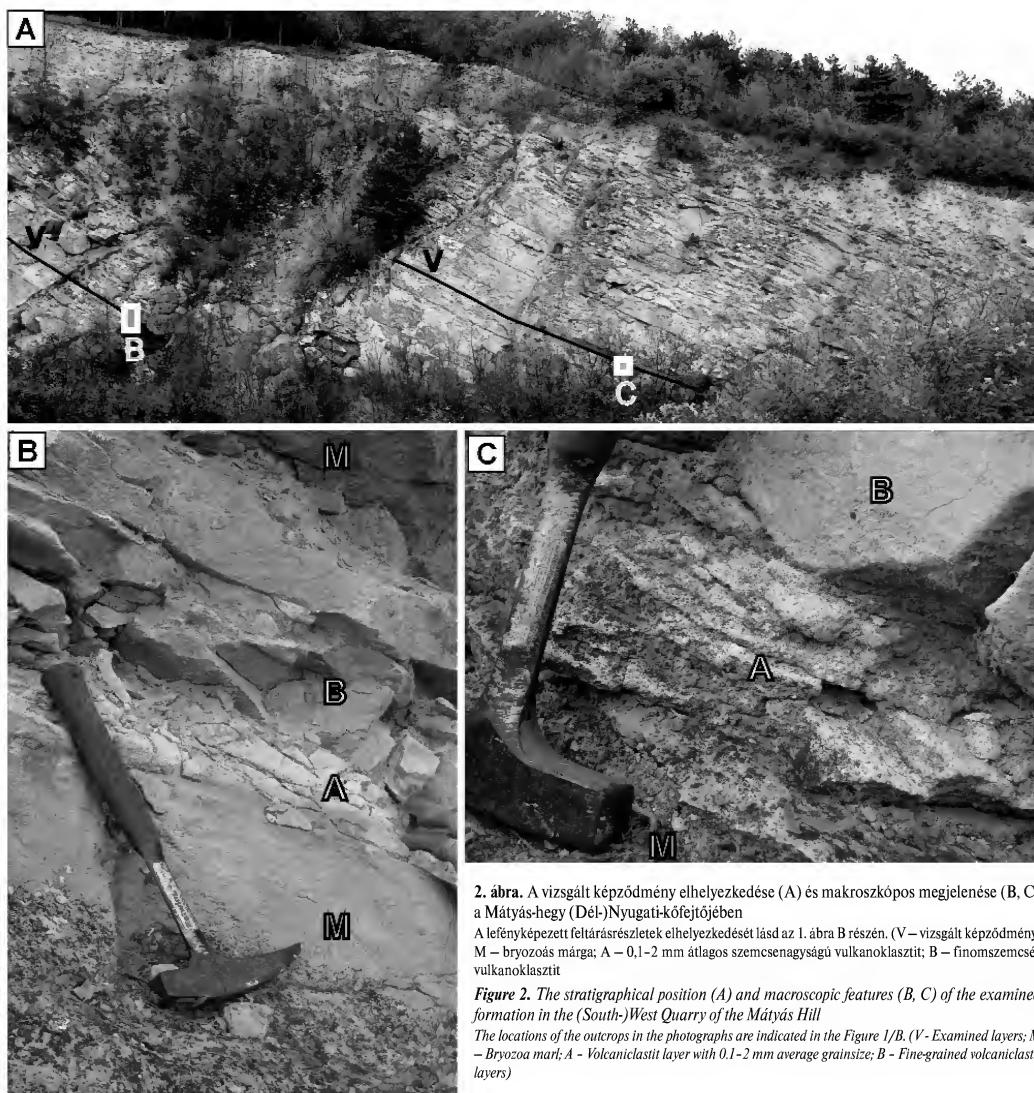 A
V
B
V
C
B
M
B
A
M
C
B
A
M
2. ábra. A vizsgált képződmény elhelyezkedése (A) és makroszkópos megjelenése (B, C
a Mátyás-hegy (Dél-)Nyugati-kőfejtőjében
A lefényképezett feltárásrészletek elhelyezkedését lásd az 1. ábra B részén. (V – vizsgált képződmény
M – bryozoás márga; A – 0,1–2 mm átlagos szemcsenagyságú vulkanoklasztit; B – finomszemcsé
vulkanoklasztit
Figure 2. The stratigraphical position (A) and macroscopic features (B, C) of the examine
formation in the (South-)West Quarry of the Mátyás Hill
The locations of the outcrops in the photographs are indicated in the Figure 1/B. (V - Examined layers; M
– Bryozoa marl; A – Volcaniclastit layer with 0.1–2 mm average grainsize; B – Fine-grained volcaniclast
layers)